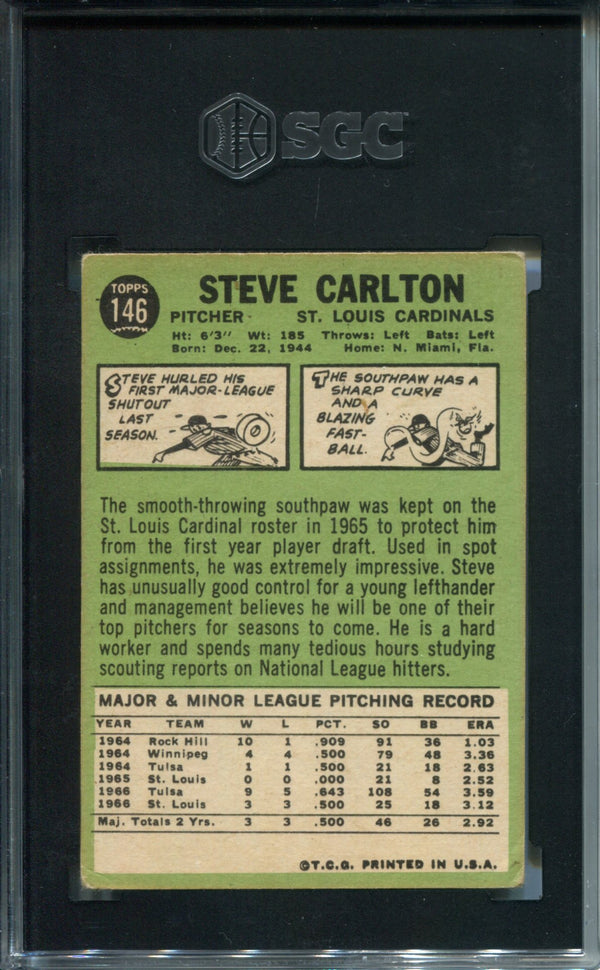 SGC
TOPPS
146
STEVE CARLTON
PITCHER ST. LOUIS CARDINALS
Ht: 6'3" Wt: 185 Throws: Left Bats: Left
Born: Dec. 22, 1944 Home: N. Miami, Fla.
STEVE HURLED HIS
FIRST MAJOR-LEAGUE
SHUTOUT
LAST
SEASON.
THE SOUTHPAW HAS A
SHARP CURVE
AND A
BLAZING
FAST-
BALL.
The smooth-throwing southpaw was kept on the
St. Louis Cardinal roster in 1965 to protect him
from the first year player draft. Used in spot
assignments, he was extremely impressive. Steve
has unusually good control for a young lefthander
and management believes he will be one of their
top pitchers for seasons to come. He is a hard
worker and spends many tedious hours studying
scouting reports on National League hitters.
MAJOR & MINOR LEAGUE PITCHING RECORD
YEAR TEAM W L PCT. SO BB ERA
1964 Rock Hill 10 1 .909 91 36 1.03
1964 Winnipeg 4 4 .500 79 48 3.36
1964 Tulsa 1 1 .500 21 18 2.63
1965 St. Louis 0 0 .000 21 8 2.52
1966 Tulsa 9 5 .643 108 54 3.59
1966 St. Louis 3 3 .500 25 18 3.12
Maj. Totals 2 Yrs. 3 3 .500 46 26 2.92
©T.C.G. PRINTED IN U.S.A.